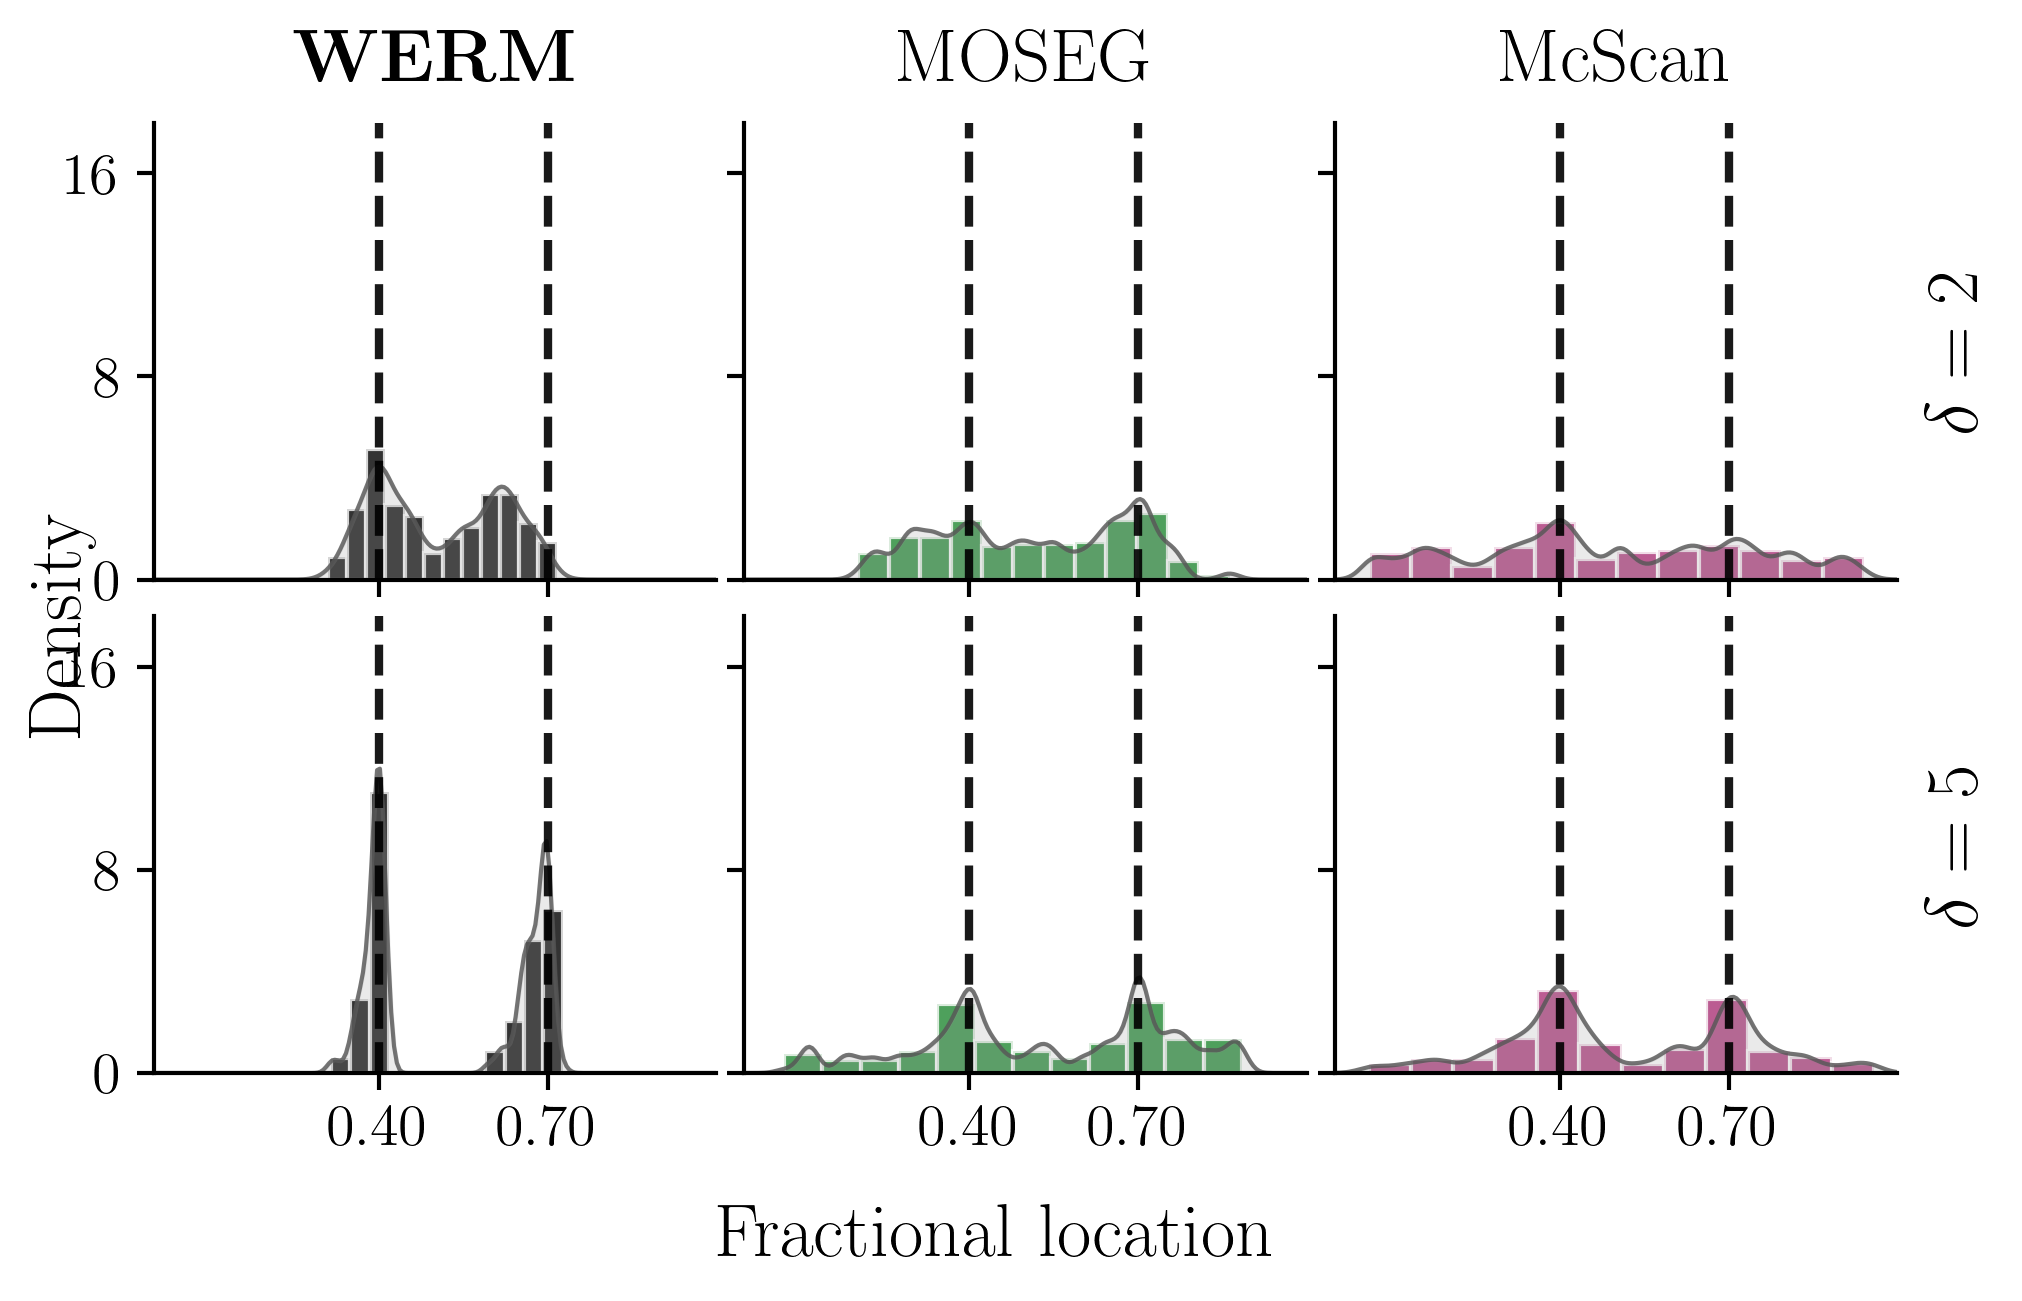 WERM MOSEG McScan
16
8
0
δ = 2
Density
16
8
0
δ = 5
0.40 0.70 0.40 0.70 0.40 0.70
Fractional location